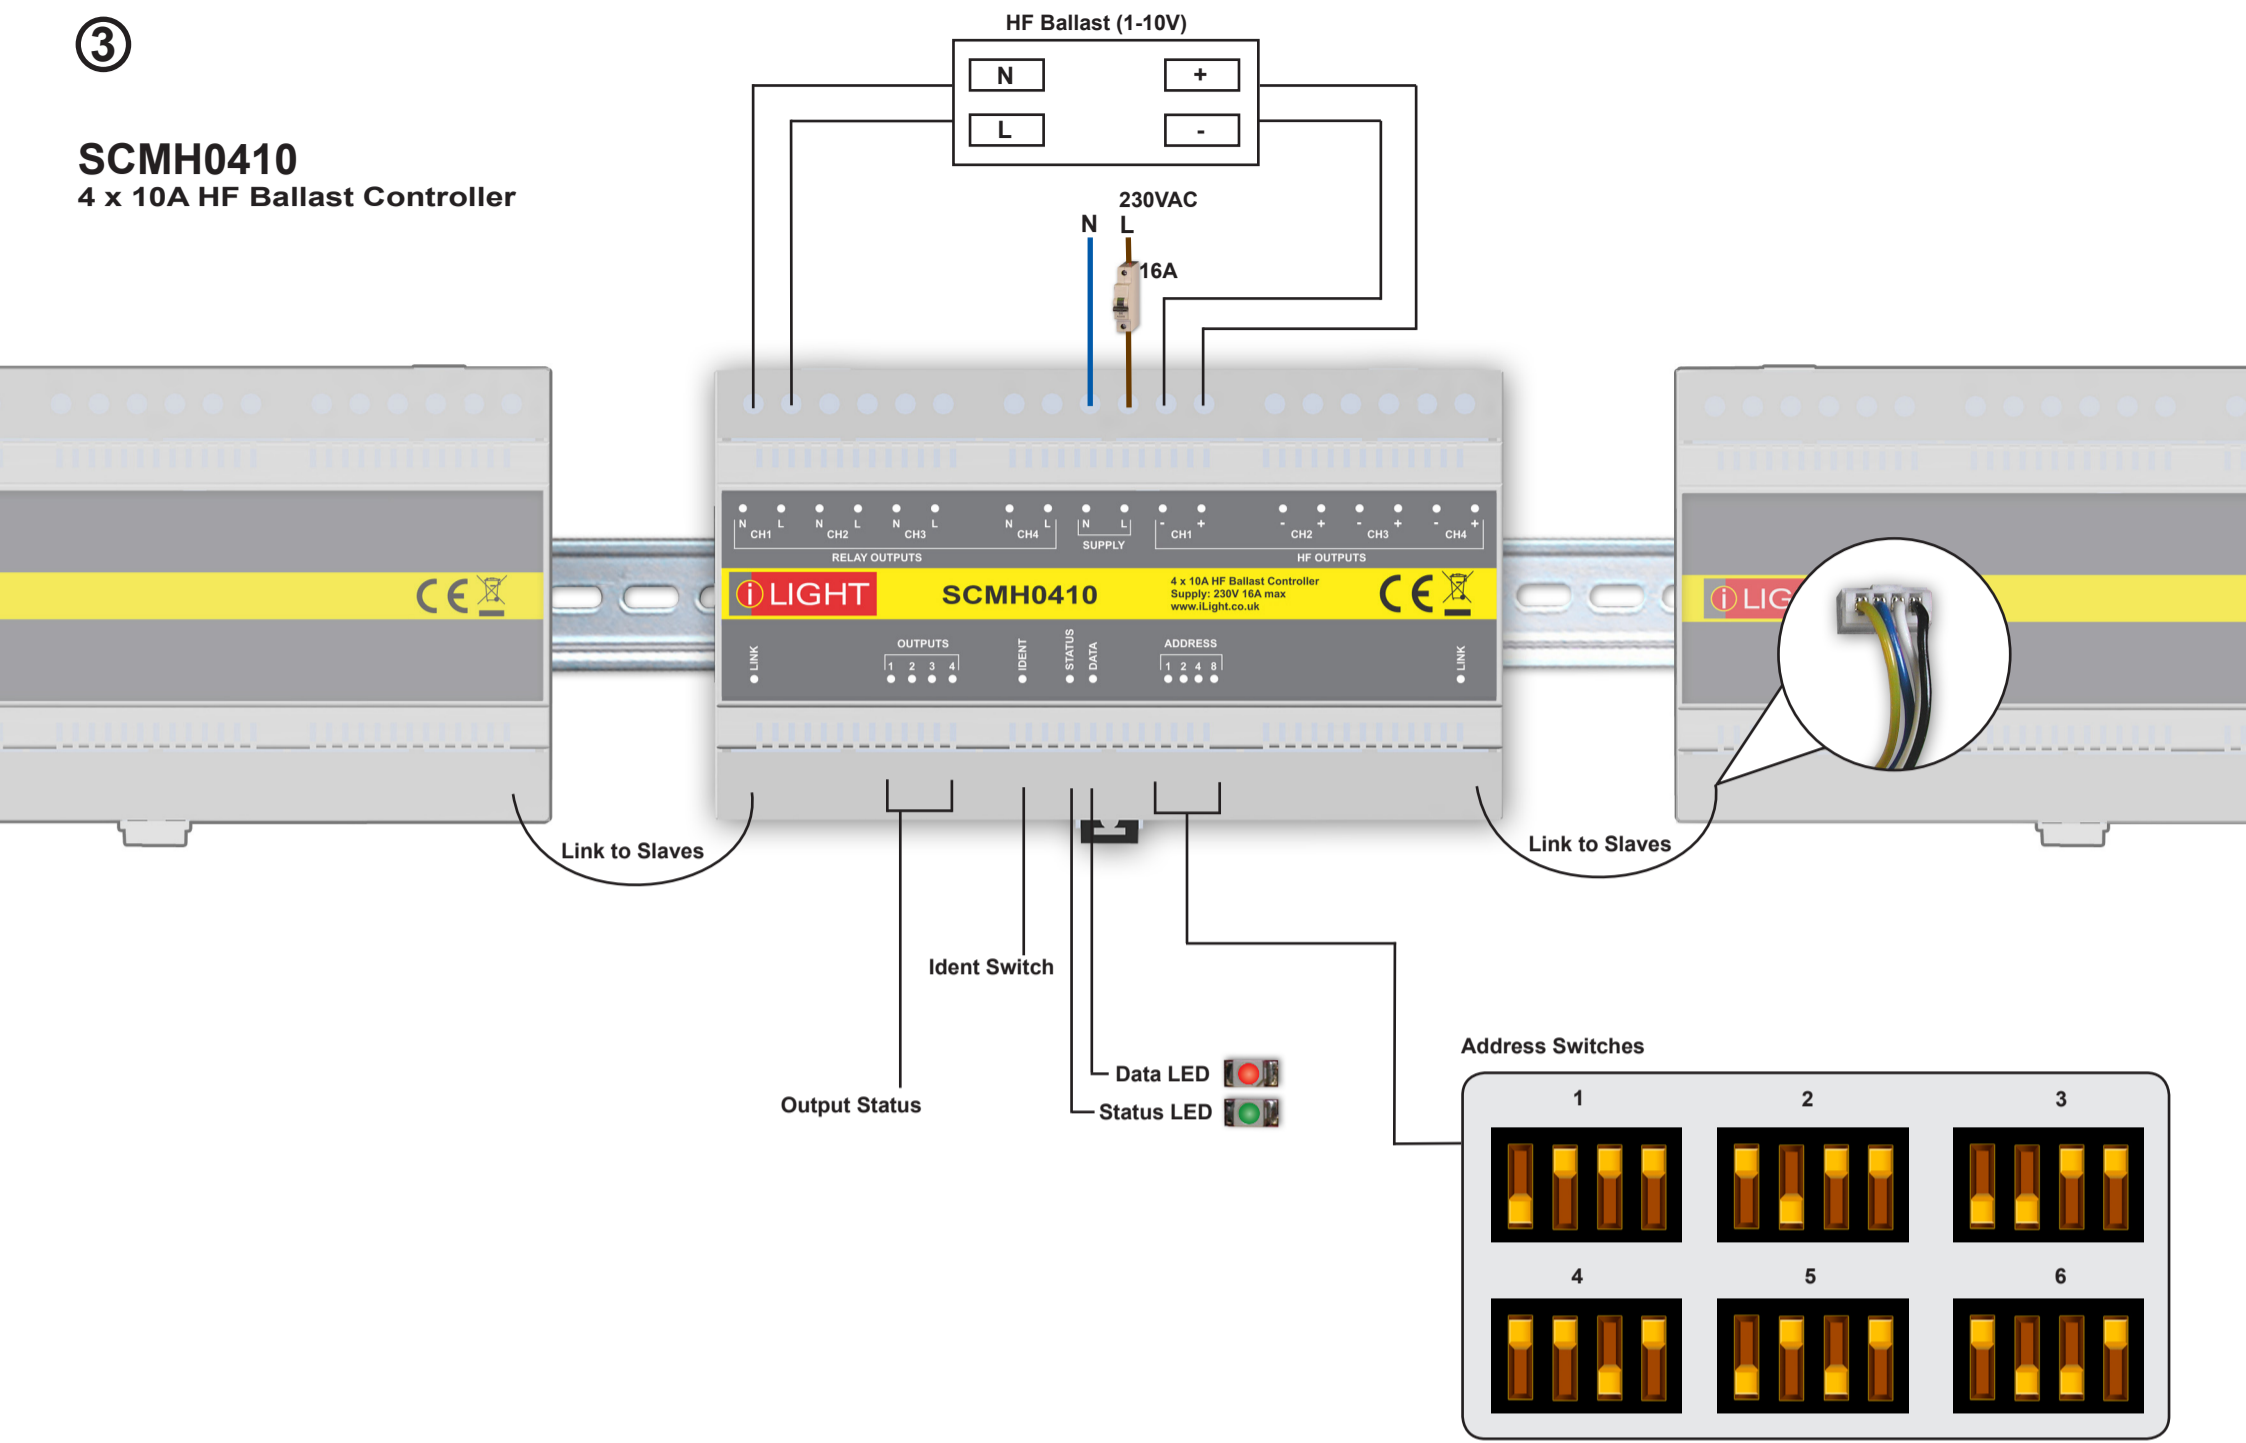 3
SCMH0410
4 x 10A HF Ballast Controller
HF Ballast (1-10V)
N
+
L
-
230VAC
N L
16A
N L N L N L N L N L - + - + - + - +
CH1 CH2 CH3 CH4 SUPPLY CH1 CH2 CH3 CH4
RELAY OUTPUTS
HF OUTPUTS
CE
i LIGHT
SCMH0410
4 x 10A HF Ballast Controller
Supply: 230V 16A max
www.iLight.co.uk
CE
i LIG
LINK
OUTPUTS
1 2 3 4
IDENT
STATUS
DATA
ADDRESS
1 2 4 8
LINK
Link to Slaves
Link to Slaves
Ident Switch
Data LED
Status LED
Output Status
Address Switches
1 2 3
4 5 6